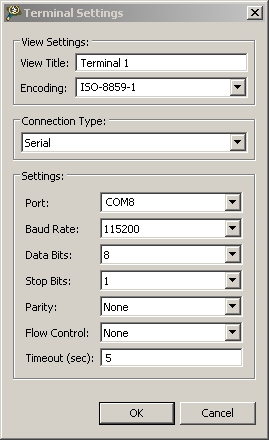 Terminal Settings
View Settings:
View Title: Terminal 1
Encoding: ISO-8859-1
Connection Type:
Serial
Settings:
Port: COM8
Baud Rate: 115200
Data Bits: 8
Stop Bits: 1
Parity: None
Flow Control: None
Timeout (sec): 5
OK Cancel